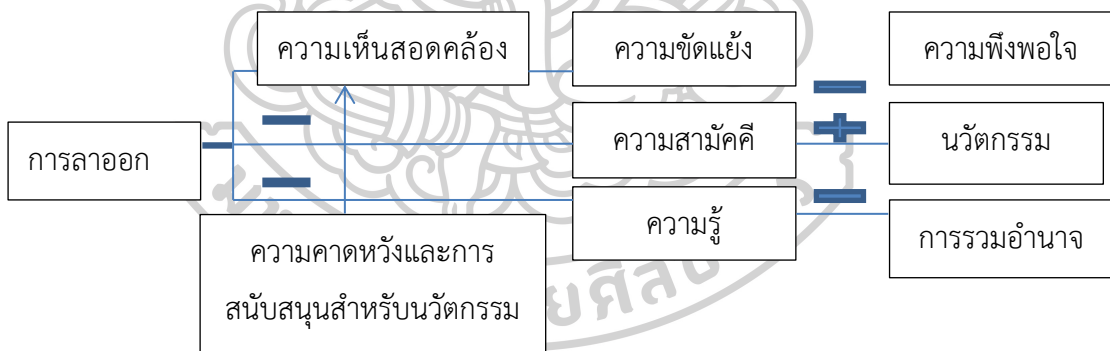 ความเห็นสอดคล้อง
ความขัดแย้ง
ความพึงพอใจ
การลาออก
ความสามัคคี
นวัตกรรม
ความรู้
การรวมอำนาจ
ความคาดหวังและการ
สนับสนุนสำหรับนวัตกรรม